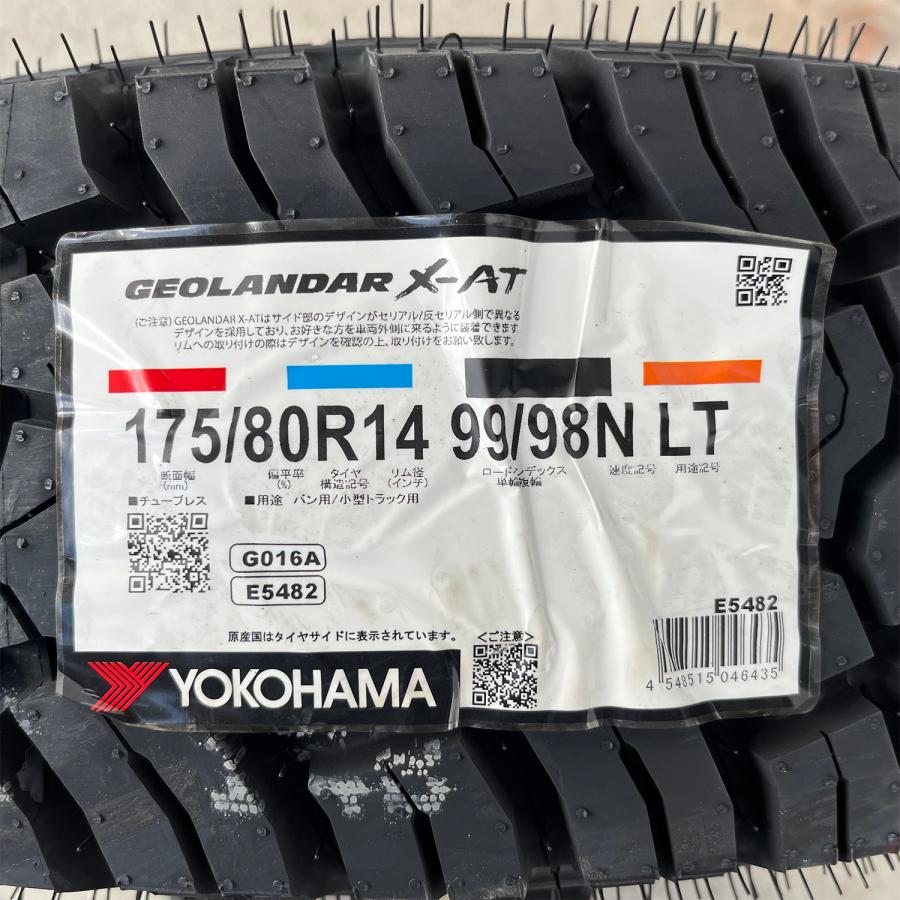 GEOLANDAR X-AT
(ご注意) GEOLANDAR X-ATはサイド部のデザインがセリアル/反セリアル側で異なる
デザインを採用しており、お好きな方を車両外側に来るように装着できます
リムへの取り付けの際はデザインを確認の上、取り付けをお願い致します。
175/80R14 99/98N LT
断面幅 偏平率 タイヤ リム径 ロードインデックス 速度記号 用途記号
(mm) (%) 構造記号 (インチ) 単輪複輪
■チューブレス ■用途 バン用/小型トラック用
G016A
E5482
E5482
原産国はタイヤサイドに表示されています。 <ご注意>
4 548515 046435
YOKOHAMA